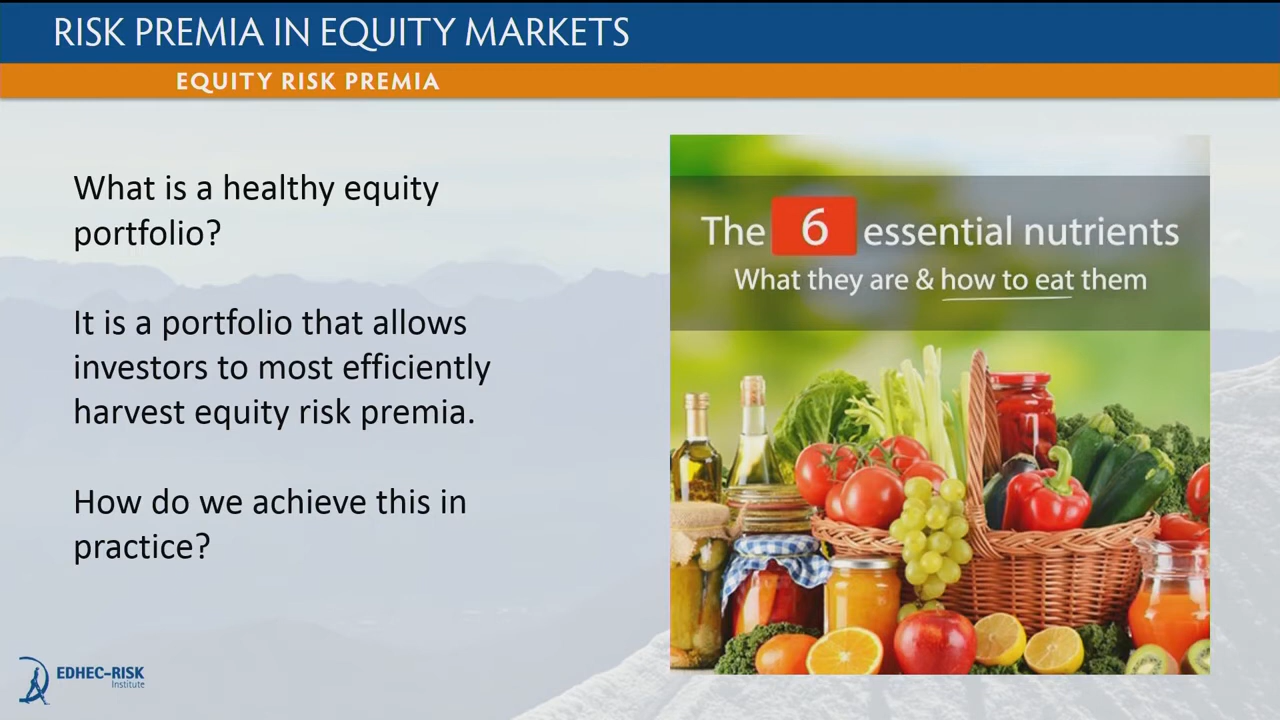 RISK PREMIA IN EQUITY MARKETS
EQUITY RISK PREMIA
What is a healthy equity
portfolio?
It is a portfolio that allows
investors to most efficiently
harvest equity risk premia.
How do we achieve this in
practice?
The 6 essential nutrients
What they are & how to eat them
EDHEC-RISK
Institute